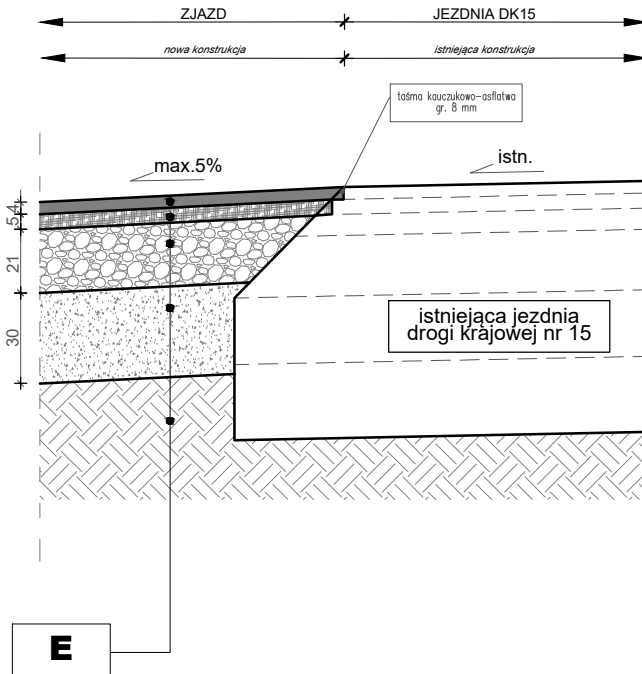 ZJAZD
JEZDNIA DK15
nowa konstrukcja
istniejąca konstrukcja
taśma kauczukowo-asflatwa
gr. 8 mm
max.5%
istn.
4
5
21
30
istniejąca jezdnia
drogi krajowej nr 15
E